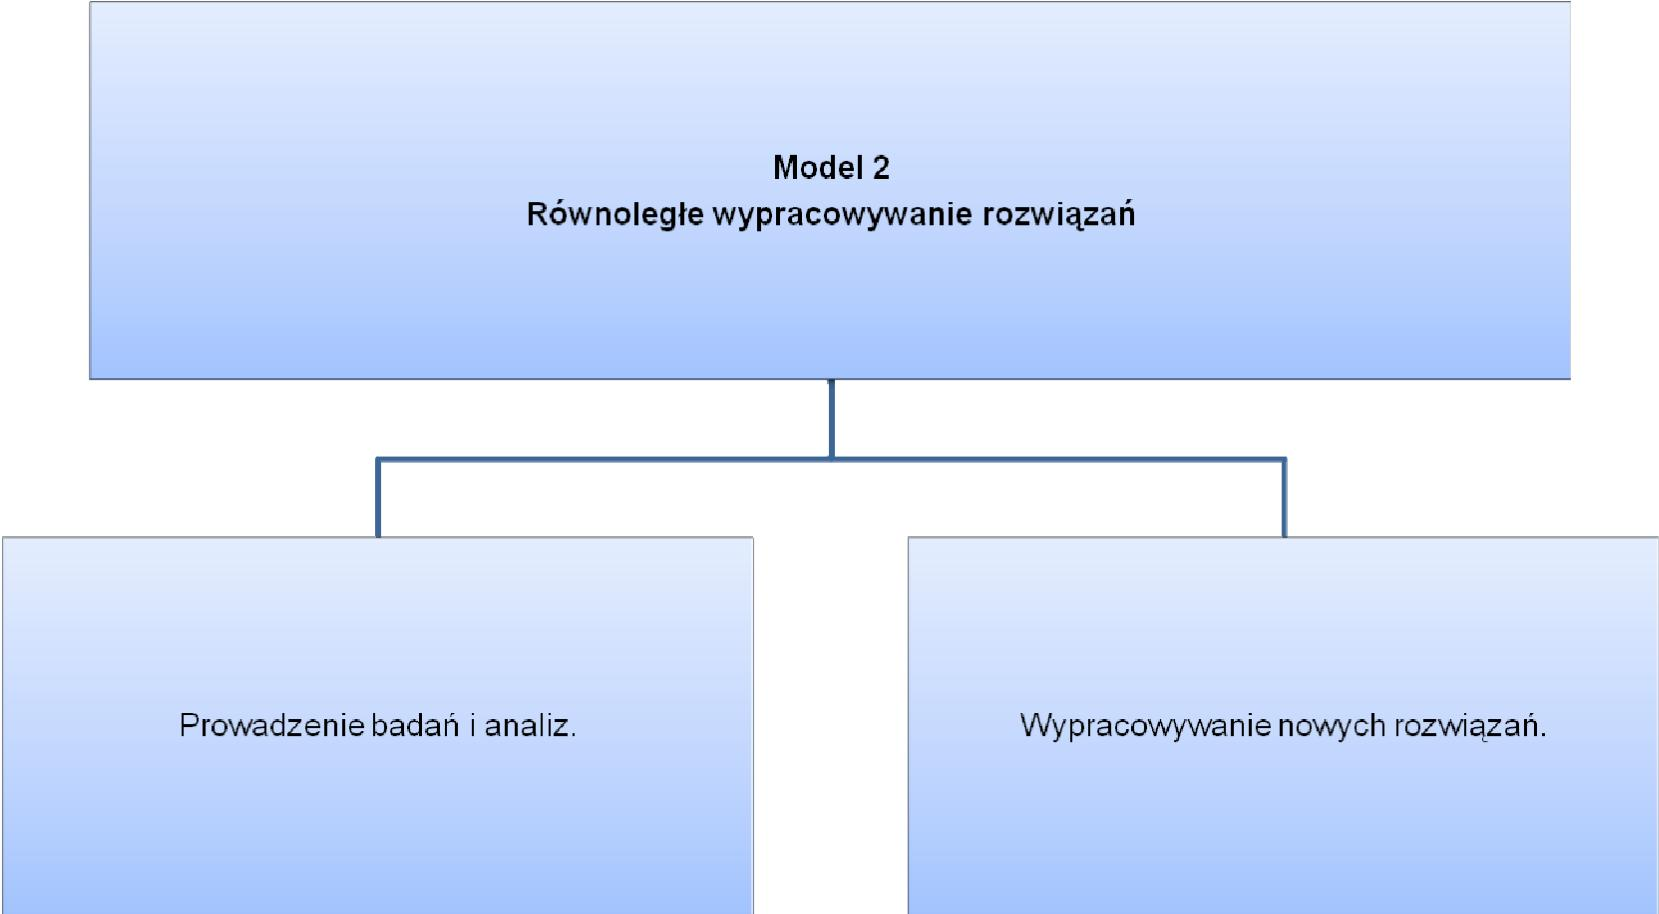 Model 2
Równoległe wypracowywanie rozwiązań
Prowadzenie badań i analiz.
Wypracowywanie nowych rozwiązań.